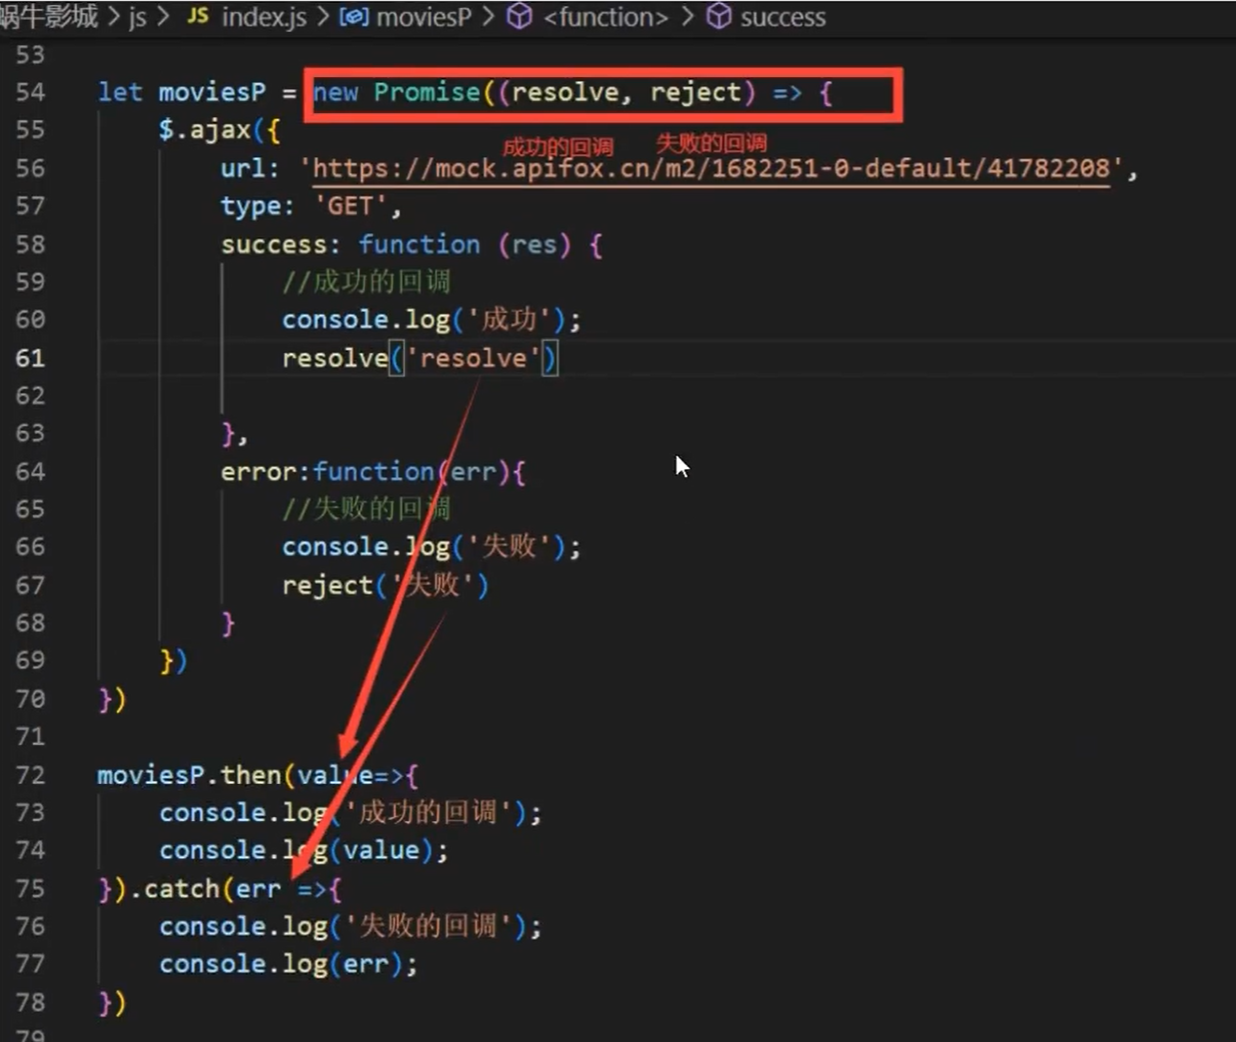 蜗牛影城 > js > JS index.js > moviesP > <function> > success
53
54 let moviesP = new Promise((resolve, reject) => {
55 $.ajax({
成功的回调 失败的回调
56 url: 'https://mock.apifox.cn/m2/1682251-0-default/41782208',
57 type: 'GET',
58 success: function (res) {
59 //成功的回调
60 console.log('成功');
61 resolve('resolve')
62
63 },
64 error:function(err){
65 //失败的回调
66 console.log('失败');
67 reject('失败')
68 }
69 })
70 })
71
72 moviesP.then(value=>{
73 console.log('成功的回调');
74 console.log(value);
75 }).catch(err =>{
76 console.log('失败的回调');
77 console.log(err);
78 })
79